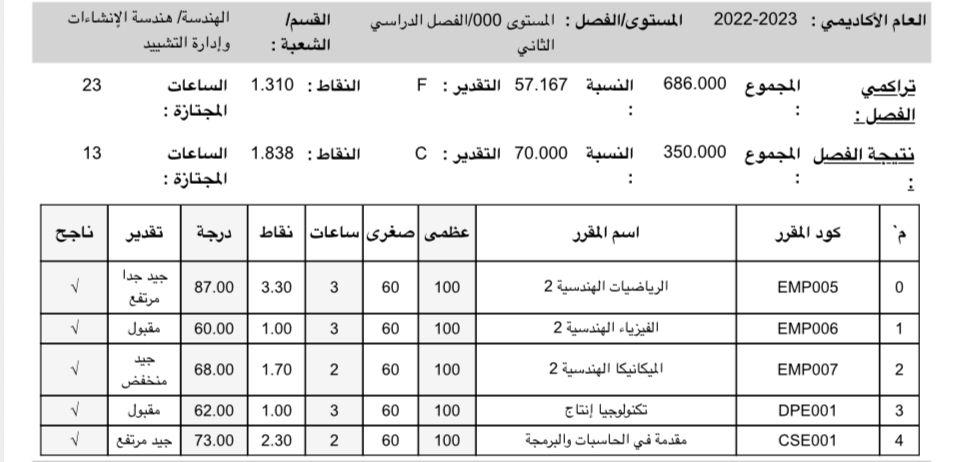 العام الأكاديمي : 2022-2023 المستوى/الفصل : المستوى 000/الفصل الدراسي القسم/ الهندسة/ هندسة الإنشاءات
الثاني الشعبة : وإدارة التشييد
تراكمي المجموع 686.000 النسبة 57.167 التقدير : F النقاط : 1.310 الساعات 23
الفصل : : : المجتازة :
نتيجة الفصل المجموع 350.000 النسبة 70.000 التقدير : C النقاط : 1.838 الساعات 13
: : : المجتازة :
م` كود المقرر اسم المقرر عظمى صغرى ساعات نقاط درجة تقدير ناجح
0 EMP005 الرياضيات الهندسية 2 100 60 3 3.30 87.00 جيد جدا √
مرتفع
1 EMP006 الفيزياء الهندسية 2 100 60 3 1.00 60.00 مقبول √
2 EMP007 الميكانيكا الهندسية 2 100 60 2 1.70 68.00 جيد √
منخفض
3 DPE001 تكنولوجيا إنتاج 100 60 3 1.00 62.00 مقبول √
4 CSE001 مقدمة في الحاسبات والبرمجة 100 60 2 2.30 73.00 جيد مرتفع √